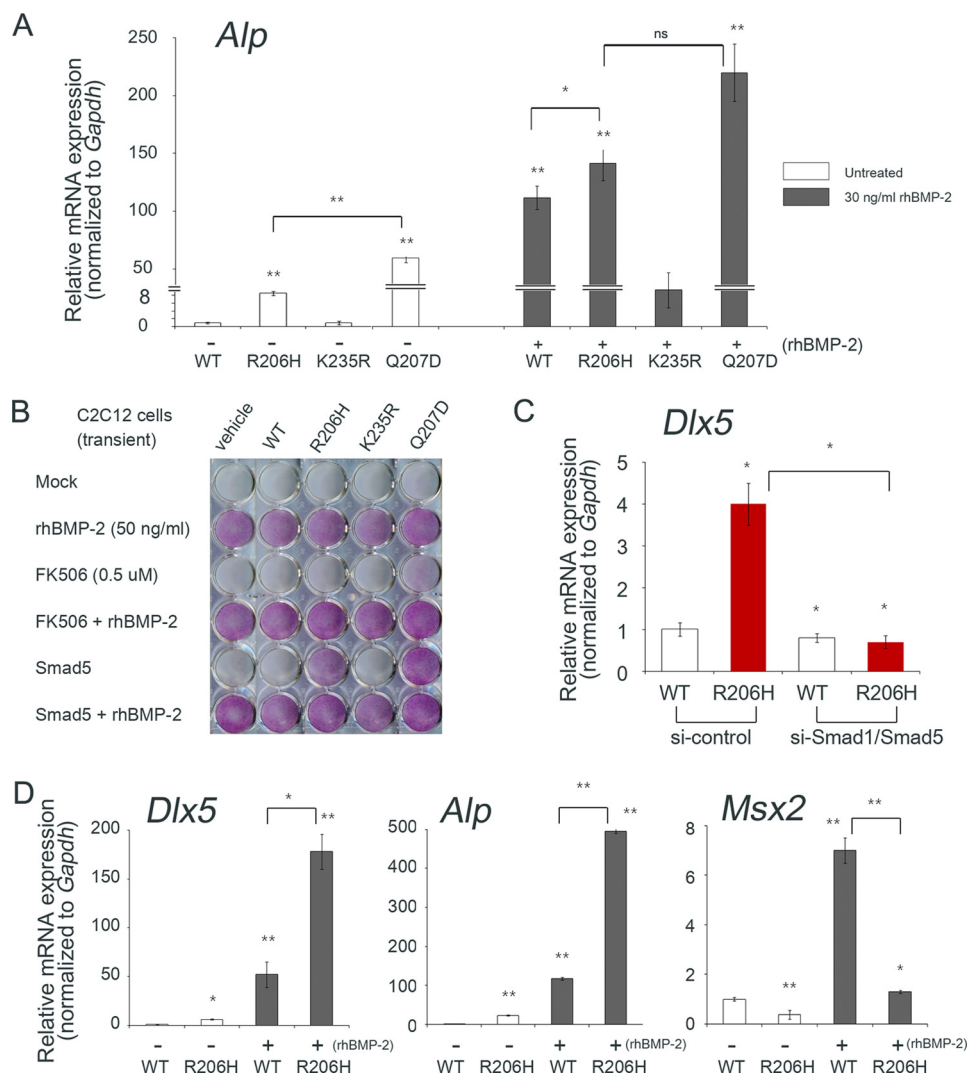 A
Alp
Relative mRNA expression
(normalized to Gapdh)
250
200
150
100
50
8
0
**
**
**
**
*
**
ns
**
Untreated
30 ng/ml rhBMP-2
- - - - + + + + (rhBMP-2)
WT R206H K235R Q207D WT R206H K235R Q207D
B
C2C12 cells
(transient)
vehicle WT R206H K235R Q207D
Mock
rhBMP-2 (50 ng/ml)
FK506 (0.5 uM)
FK506 + rhBMP-2
Smad5
Smad5 + rhBMP-2
C
Dlx5
Relative mRNA expression
(normalized to Gapdh)
5
4
3
2
1
0
*
*
*
*
WT R206H WT R206H
si-control si-Smad1/Smad5
D
Relative mRNA expression
(normalized to Gapdh)
Dlx5
200
150
100
50
0
*
**
*
**
- - + + (rhBMP-2)
WT R206H WT R206H
Alp
500
400
300
200
100
0
**
**
**
**
- - + + (rhBMP-2)
WT R206H WT R206H
Msx2
8
6
4
2
0
**
**
**
*
- - + + (rhBMP-2)
WT R206H WT R206H